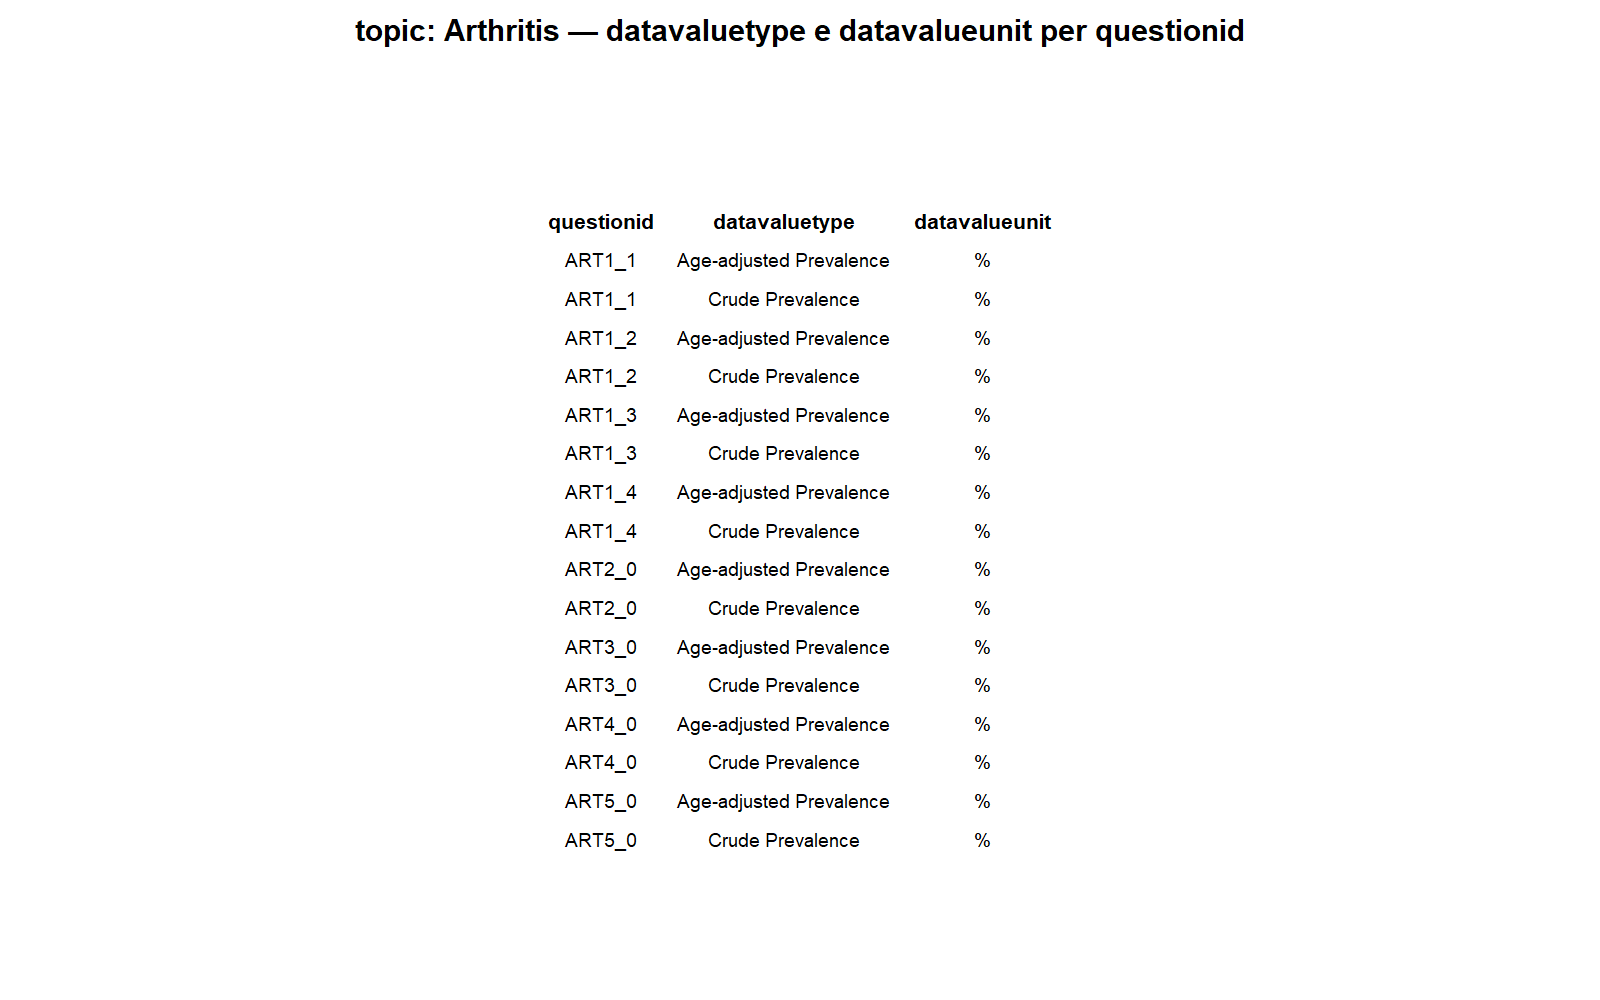 topic: Arthritis — datavaluetype e datavalueunit per questionid
questionid datavaluetype datavalueunit
ART1_1 Age-adjusted Prevalence %
ART1_1 Crude Prevalence %
ART1_2 Age-adjusted Prevalence %
ART1_2 Crude Prevalence %
ART1_3 Age-adjusted Prevalence %
ART1_3 Crude Prevalence %
ART1_4 Age-adjusted Prevalence %
ART1_4 Crude Prevalence %
ART2_0 Age-adjusted Prevalence %
ART2_0 Crude Prevalence %
ART3_0 Age-adjusted Prevalence %
ART3_0 Crude Prevalence %
ART4_0 Age-adjusted Prevalence %
ART4_0 Crude Prevalence %
ART5_0 Age-adjusted Prevalence %
ART5_0 Crude Prevalence %